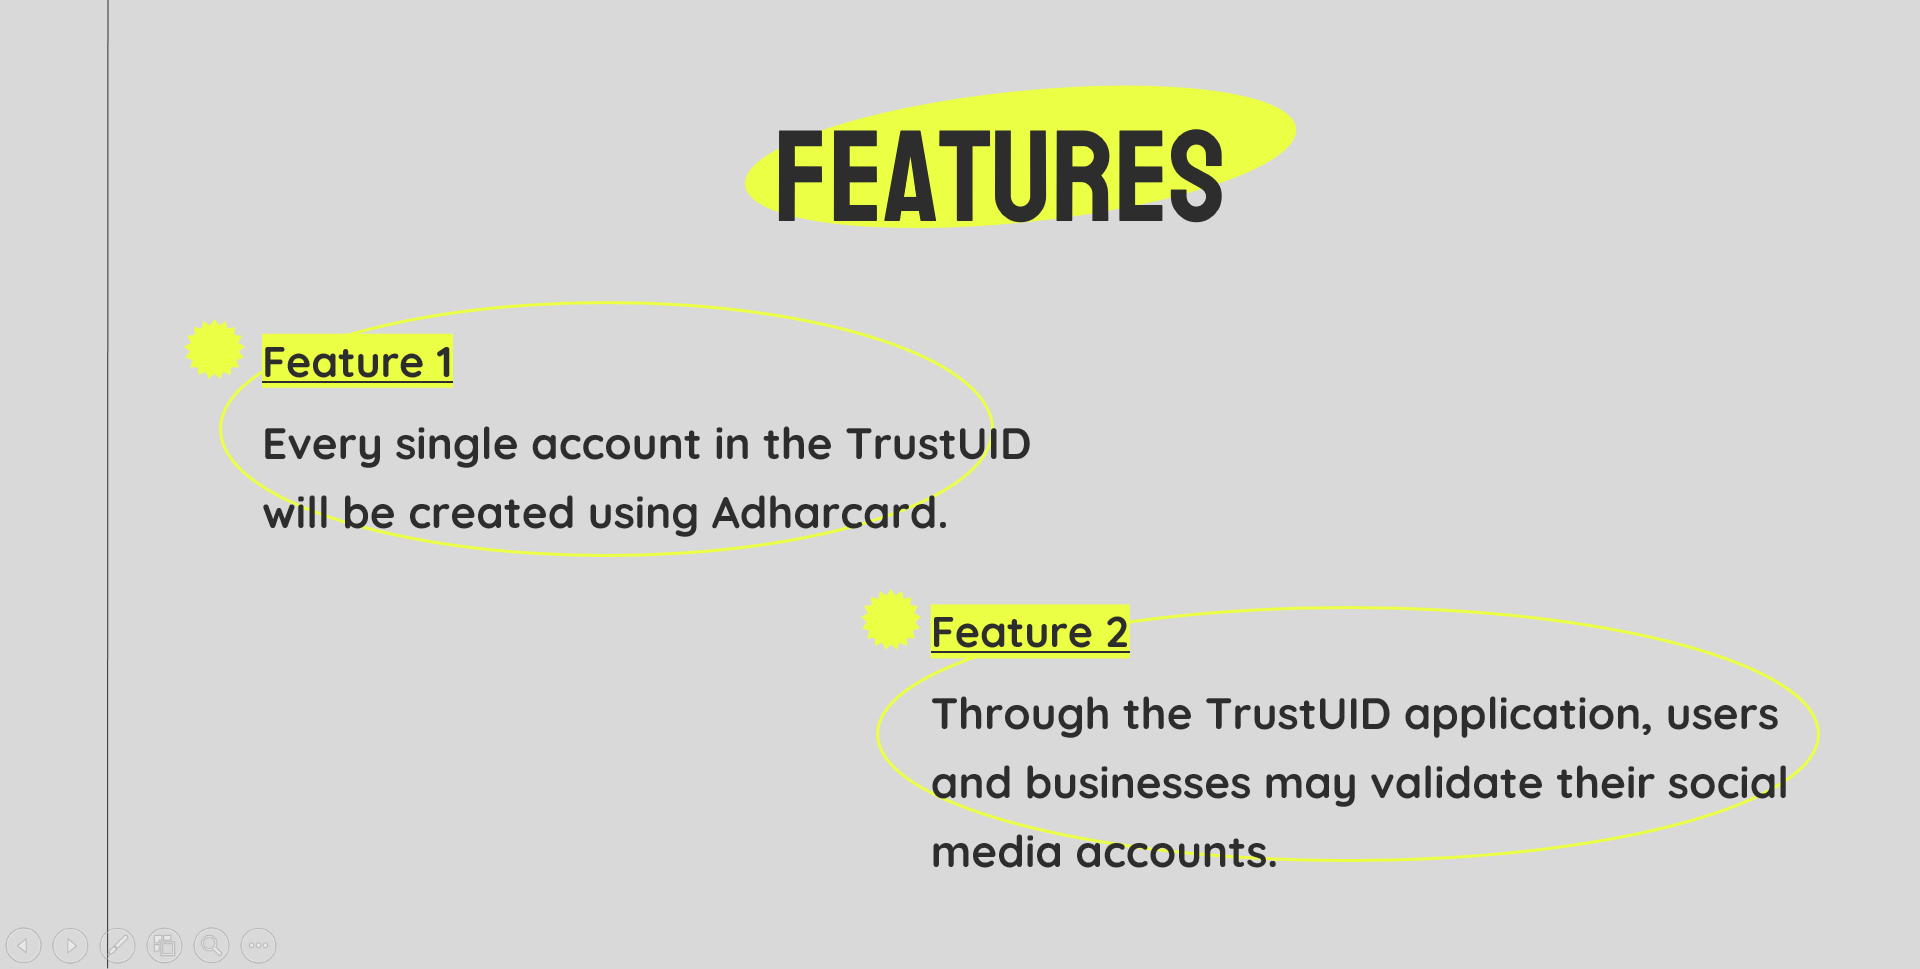 FEATURES
Feature 1
Every single account in the TrustUID
will be created using Adharcard.
Feature 2
Through the TrustUID application, users
and businesses may validate their social
media accounts.